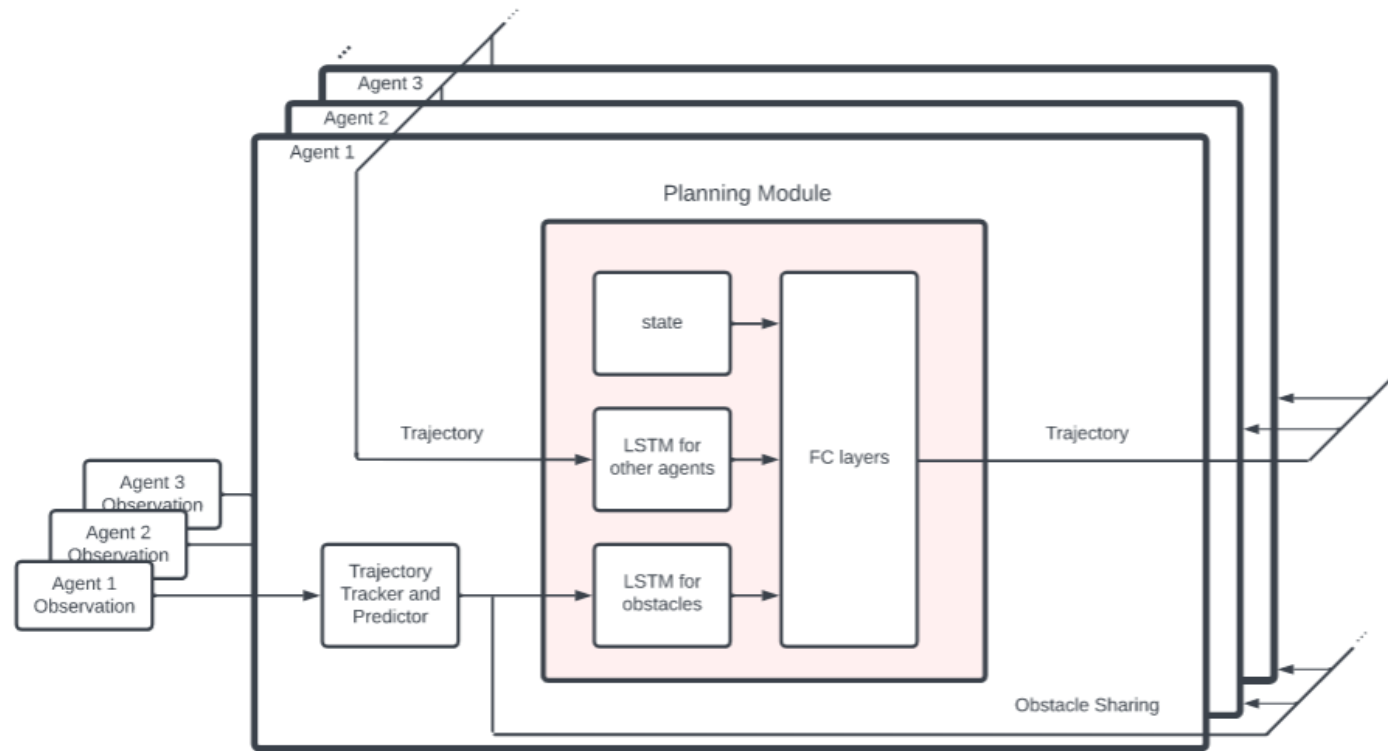 Agent 3
Agent 2
Agent 1
Planning Module
state
Trajectory
LSTM for
other agents
FC layers
Trajectory
Agent 3
Observation
Agent 2
Observation
Agent 1
Observation
Trajectory
Tracker and
Predictor
LSTM for
obstacles
Obstacle Sharing